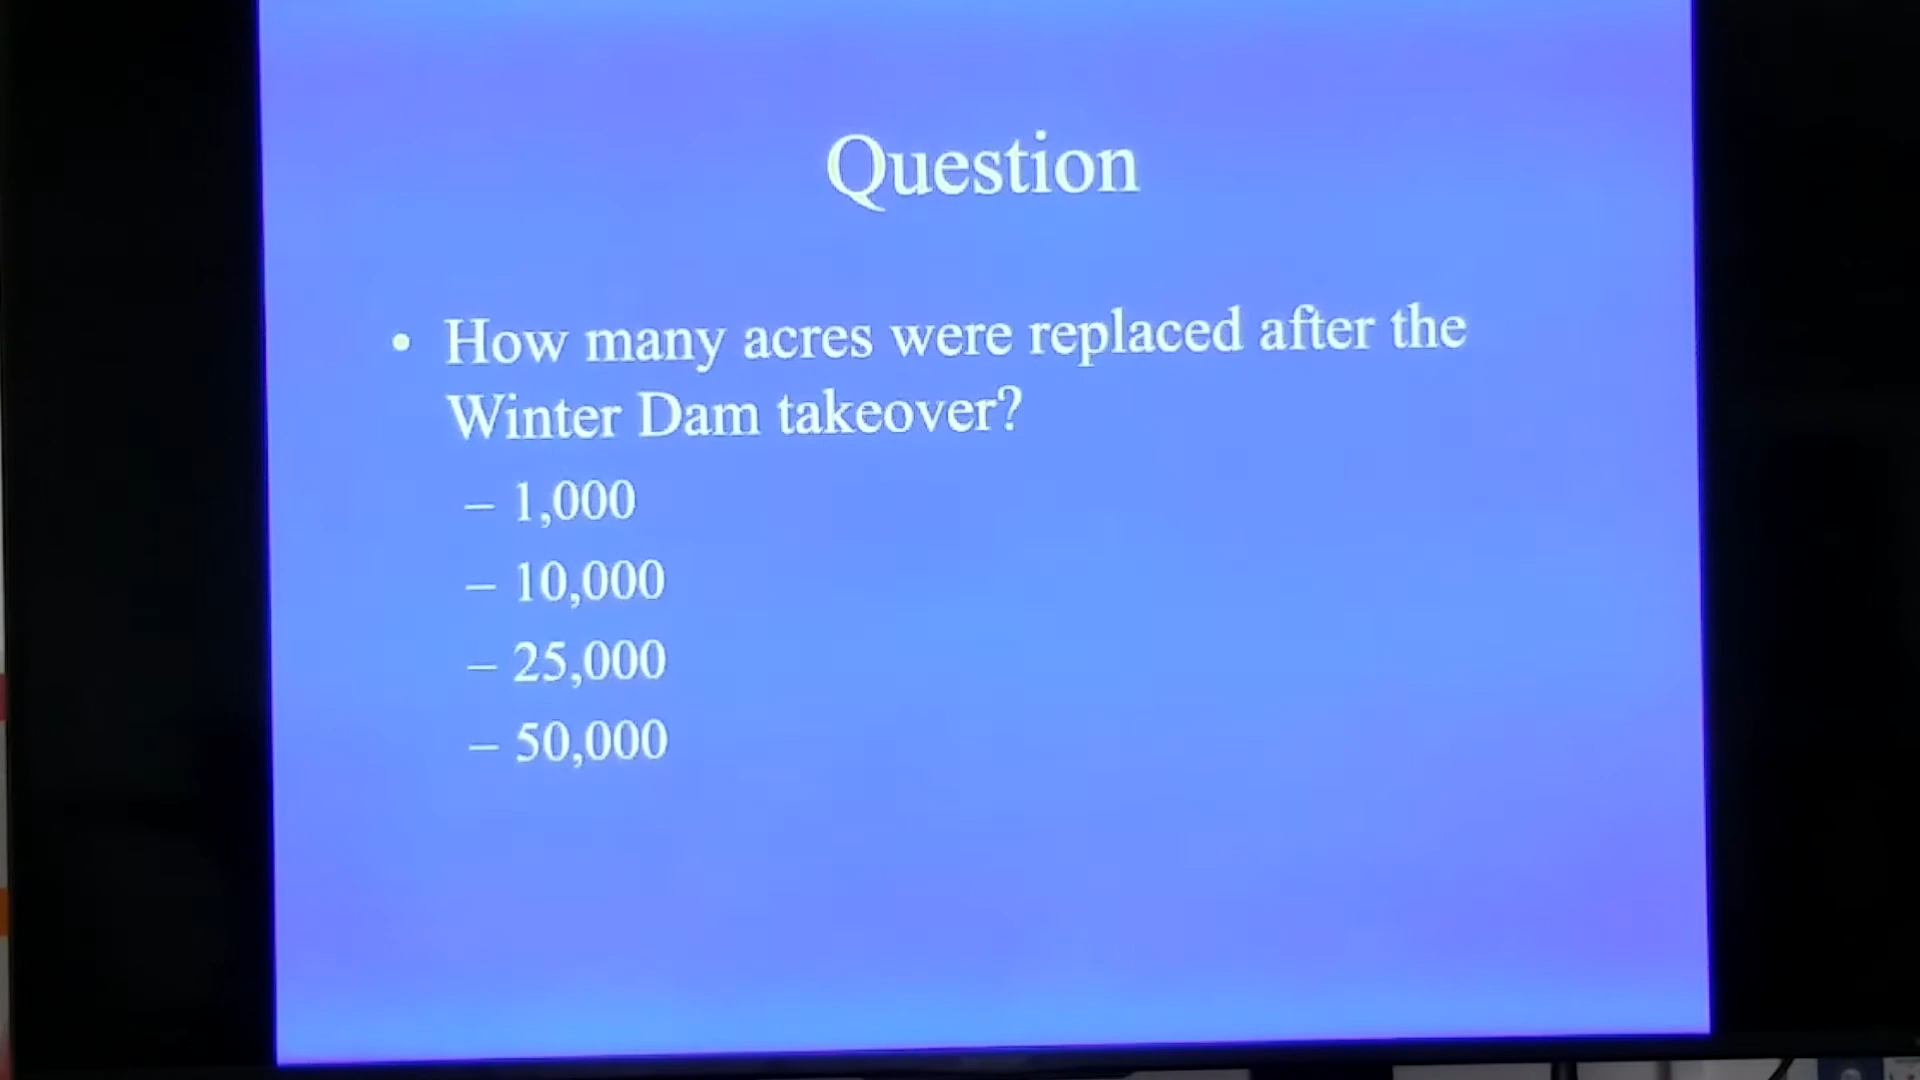 Question
• How many acres were replaced after the
Winter Dam takeover?
– 1,000
– 10,000
– 25,000
– 50,000